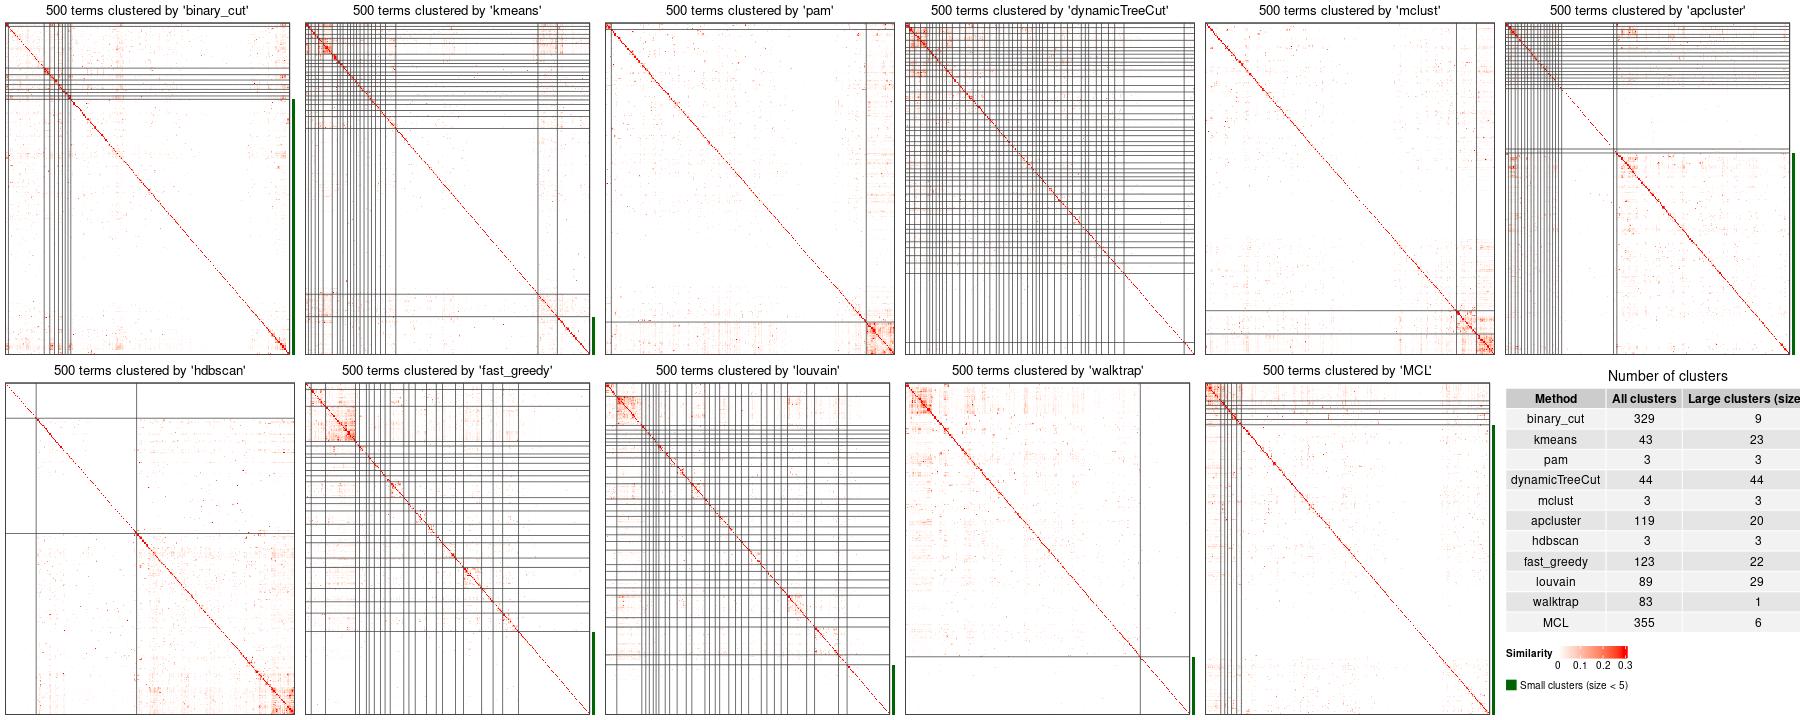 500 terms clustered by 'binary_cut'
500 terms clustered by 'kmeans'
500 terms clustered by 'pam'
500 terms clustered by 'dynamicTreeCut'
500 terms clustered by 'mclust'
500 terms clustered by 'apcluster'
500 terms clustered by 'hdbscan'
500 terms clustered by 'fast_greedy'
500 terms clustered by 'louvain'
500 terms clustered by 'walktrap'
500 terms clustered by 'MCL'
Number of clusters
Method All clusters Large clusters (size
binary_cut 329 9
kmeans 43 23
pam 3 3
dynamicTreeCut 44 44
mclust 3 3
apcluster 119 20
hdbscan 3 3
fast_greedy 123 22
louvain 89 29
walktrap 83 1
MCL 355 6
Similarity
0 0.1 0.2 0.3
Small clusters (size < 5)